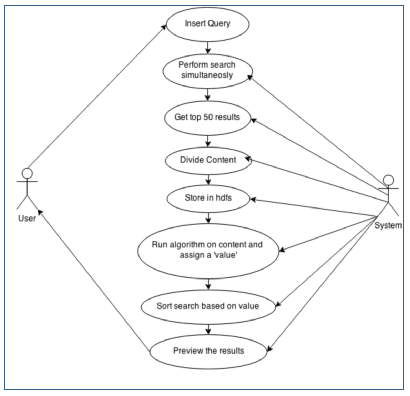 Insert Query
Perform search
simultaneosly
Get top 50 results
Divide Content
Store in hdfs
User
System
Run algorithm on content and
assign a 'value'
Sort search based on value
Preview the results